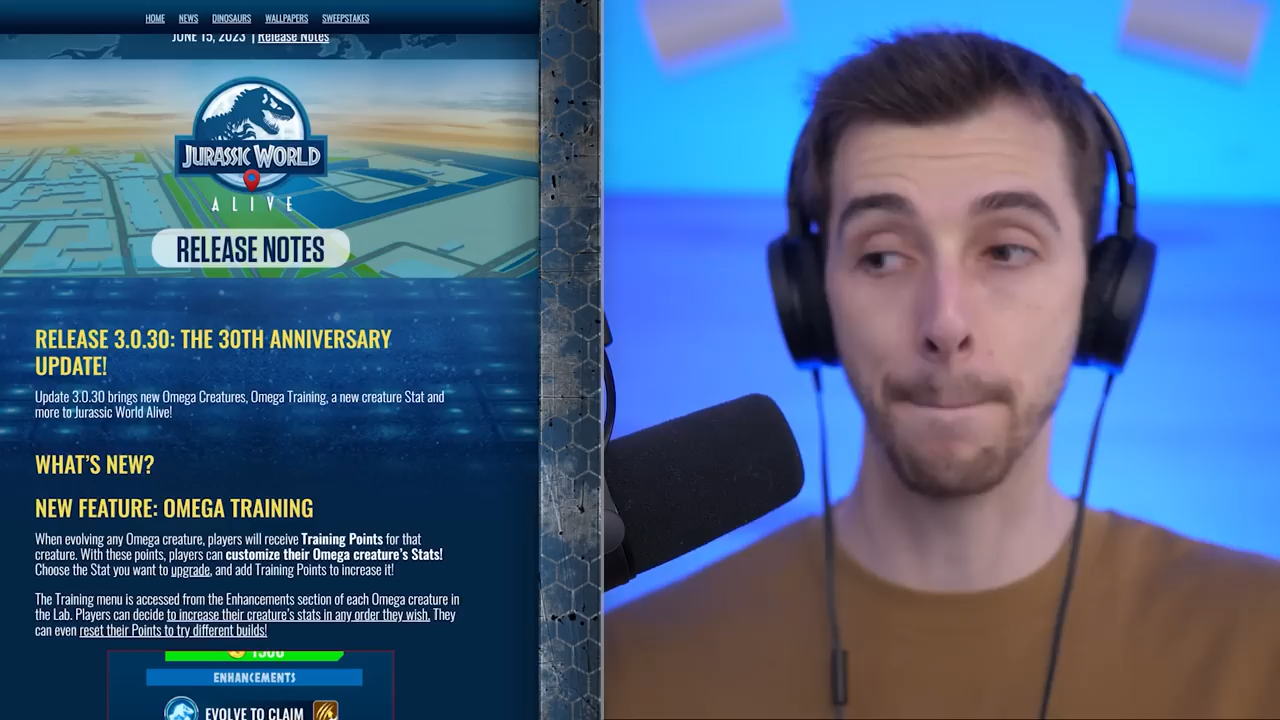 HOME NEWS DINOSAURS WALLPAPERS SWEEPSTAKES
JUNE 15, 2023 | Release Notes
JURASSIC WORLD
ALIVE
RELEASE NOTES
RELEASE 3.0.30: THE 30TH ANNIVERSARY
UPDATE!
Update 3.0.30 brings new Omega Creatures, Omega Training, a new creature Stat and
more to Jurassic World Alive!
WHAT'S NEW?
NEW FEATURE: OMEGA TRAINING
When evolving any Omega creature, players will receive Training Points for that
creature. With these points, players can customize their Omega creature's Stats!
Choose the Stat you want to upgrade, and add Training Points to increase it!
The Training menu is accessed from the Enhancements section of each Omega creature in
the Lab. Players can decide to increase their creature's stats in any order they wish. They
can even reset their Points to try different builds!
ENHANCEMENTS
EVOLVE TO CLAIM